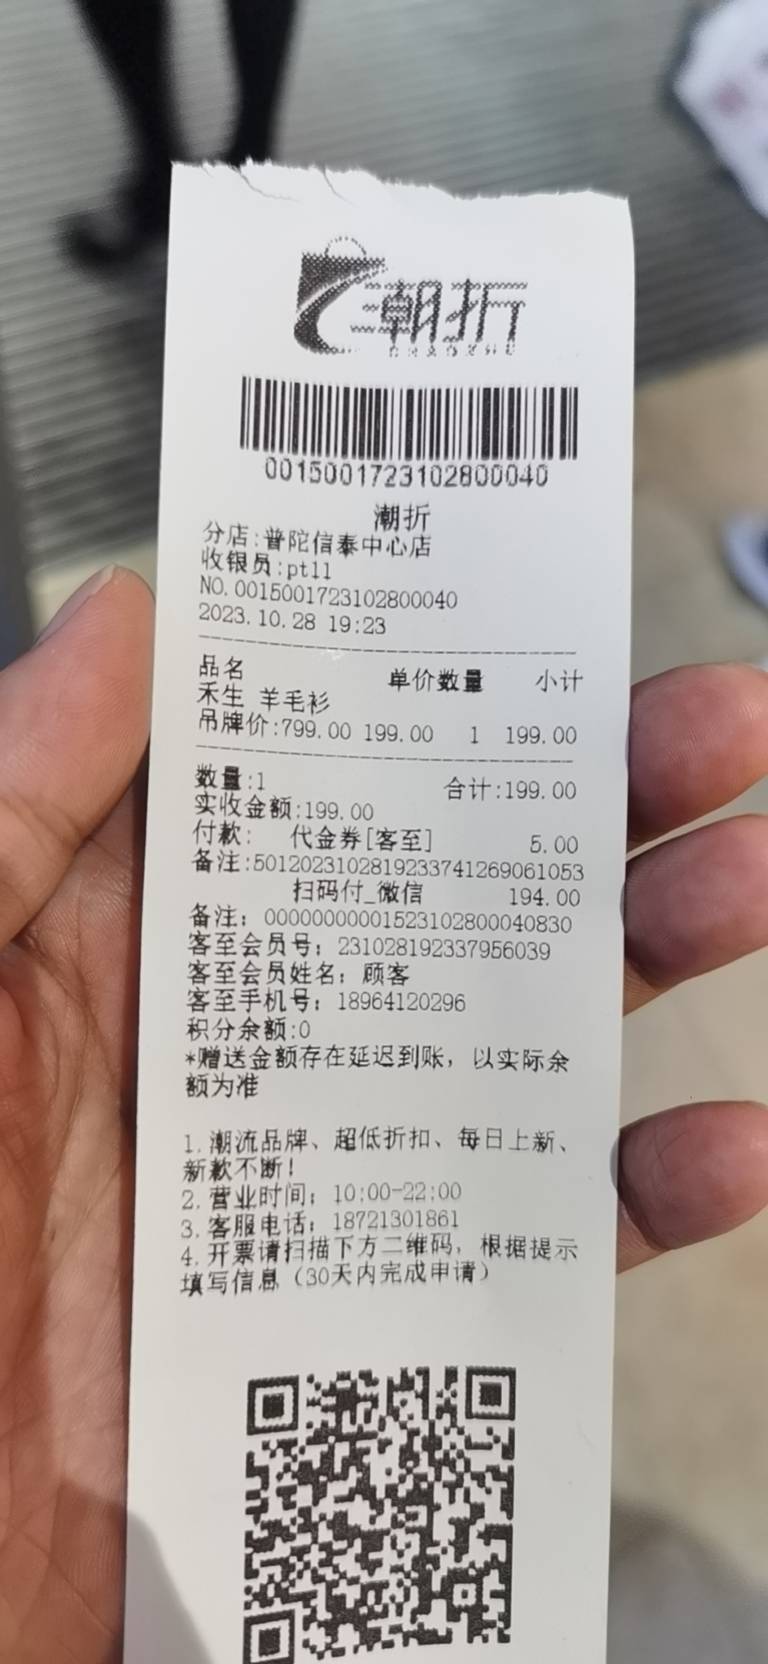 潮折
0015001723102800040
潮折
分店:普陀信泰中心店
收银员:pt11
NO.0015001723102800040
2023.10.28 19:23
品名 单价数量 小计
禾生 羊毛衫
吊牌价:799.00 199.00 1 199.00
数量:1 合计:199.00
实收金额:199.00
付款: 代金券[客至] 5.00
备注:5012023102819233741269061053
扫码付_微信 194.00
备注: 00000000001523102800040830
客至会员号: 231028192337956039
客至会员姓名: 顾客
客至手机号: 18964120296
积分余额:0
*赠送金额存在延迟到账, 以实际余
额为准
1.潮流品牌、超低折扣、每日上新、
新款不断!
2.营业时间: 10:00-22:00
3.客服电话: 18721301861
4.开票请扫描下方二维码, 根据提示
填写信息 (30天内完成申请)